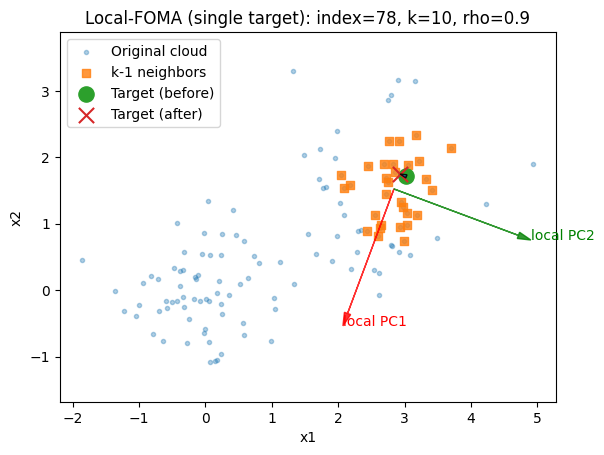 Local-FOMA (single target): index=78, k=10, rho=0.9
Original cloud
k-1 neighbors
Target (before)
Target (after)
3
2
1
0
−1
x2
local PC2
local PC1
−2 −1 0 1 2 3 4 5
x1